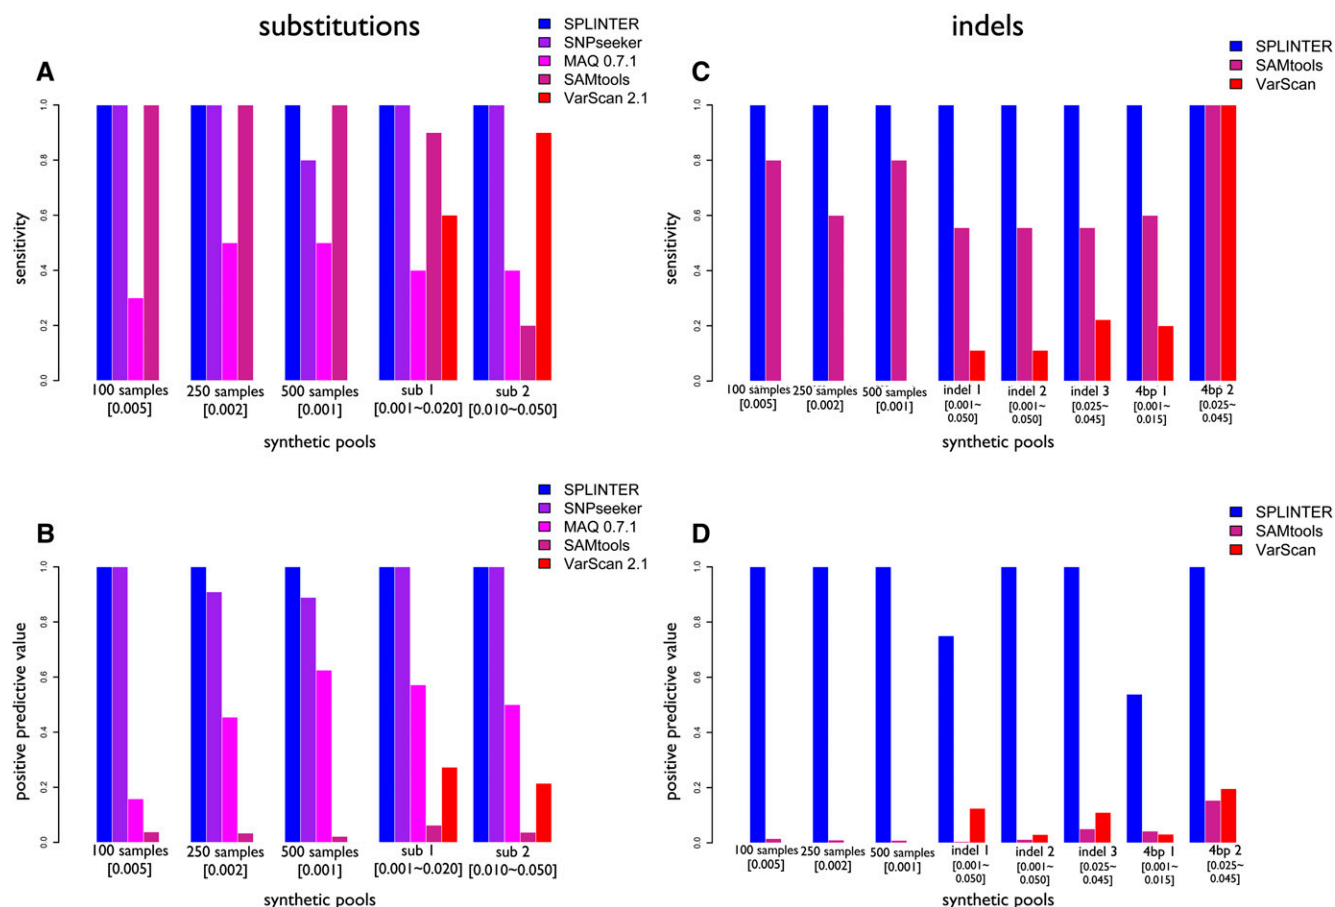 substitutions
SPLINTER
SNPseeker
MAQ 0.7.1
SAMtools
VarScan 2.1
A
sensitivity
1.0
0.8
0.6
0.4
0.2
0.0
100 samples
[0.005]
250 samples
[0.002]
500 samples
[0.001]
sub 1
[0.001~0.020]
sub 2
[0.010~0.050]
synthetic pools
indels
SPLINTER
SAMtools
VarScan
C
sensitivity
1.0
0.8
0.6
0.4
0.2
0.0
100 samples
[0.005]
250 samples
[0.002]
500 samples
[0.001]
indel 1
[0.001~
0.050]
indel 2
[0.001~
0.050]
indel 3
[0.025~
0.045]
4bp 1
[0.001~
0.015]
4bp 2
[0.025~
0.045]
synthetic pools
SPLINTER
SNPseeker
MAQ 0.7.1
SAMtools
VarScan 2.1
B
positive predictive value
1.0
0.8
0.6
0.4
0.2
0.0
100 samples
[0.005]
250 samples
[0.002]
500 samples
[0.001]
sub 1
[0.001~0.020]
sub 2
[0.010~0.050]
synthetic pools
SPLINTER
SAMtools
VarScan
D
positive predictive value
1.0
0.8
0.6
0.4
0.2
0.0
100 samples
[0.005]
250 samples
[0.002]
500 samples
[0.001]
indel 1
[0.001~
0.050]
indel 2
[0.001~
0.050]
indel 3
[0.025~
0.045]
4bp 1
[0.001~
0.015]
4bp 2
[0.025~
0.045]
synthetic pools